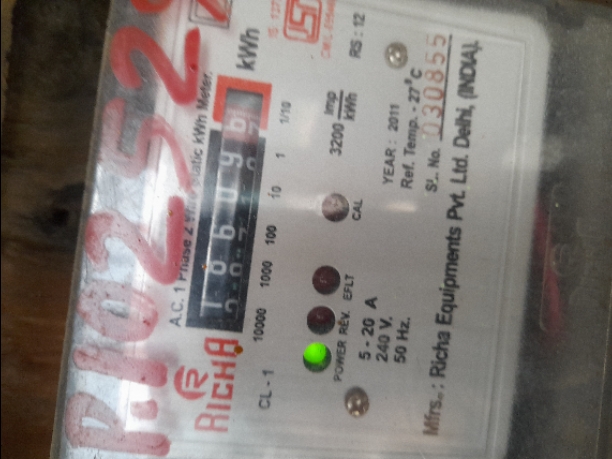 A.C. 1 Phase 2 Wire Static kWh Meter.
RICHA
kWh
10000 1000 100 10 1 1/10
CL - 1
3200 Imp/kWh
RS : 12
POWER REV. EFLT CAL
5 - 20 A
240 V.
50 Hz.
YEAR : 2011
Ref. Temp. - 27°C
Sr. No. 030855
Mfrs.: Richa Equipments Pvt. Ltd. Delhi, (INDIA).